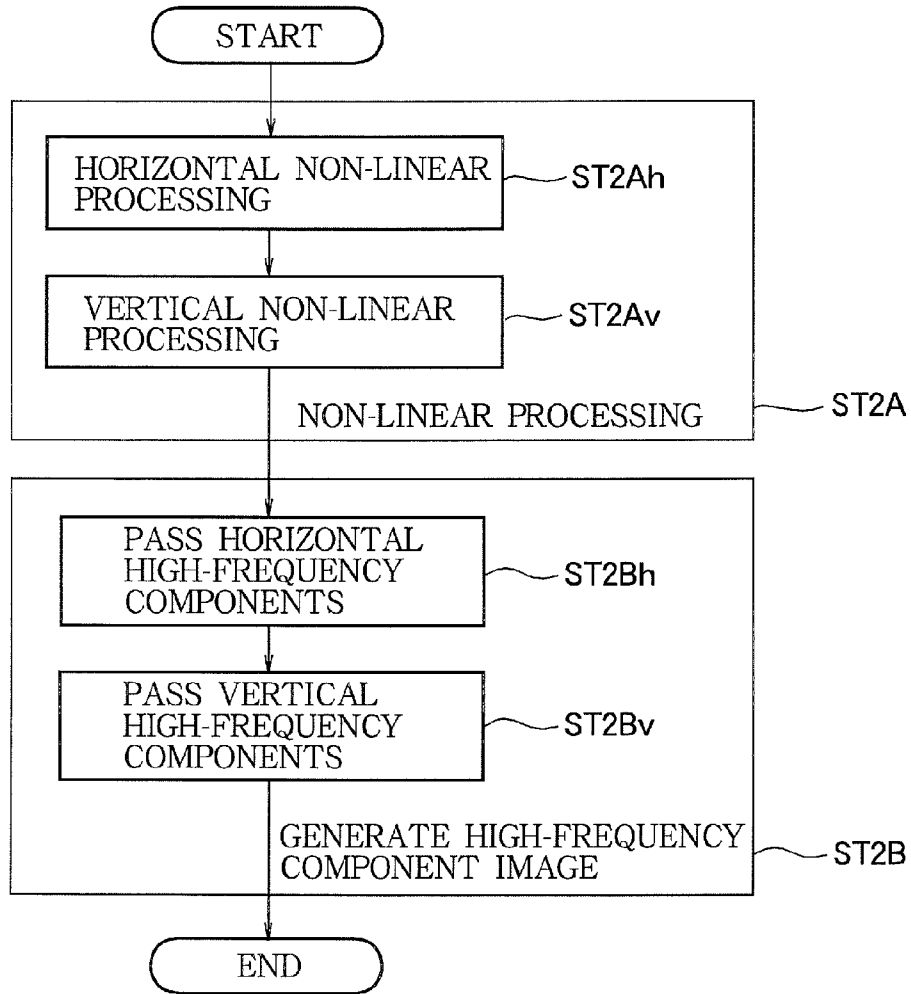 START
HORIZONTAL NON-LINEAR
PROCESSING
ST2Ah
VERTICAL NON-LINEAR
PROCESSING
ST2Av
NON-LINEAR PROCESSING
ST2A
PASS HORIZONTAL
HIGH-FREQUENCY
COMPONENTS
ST2Bh
PASS VERTICAL
HIGH-FREQUENCY
COMPONENTS
ST2Bv
GENERATE HIGH-FREQUENCY
COMPONENT IMAGE
ST2B
END